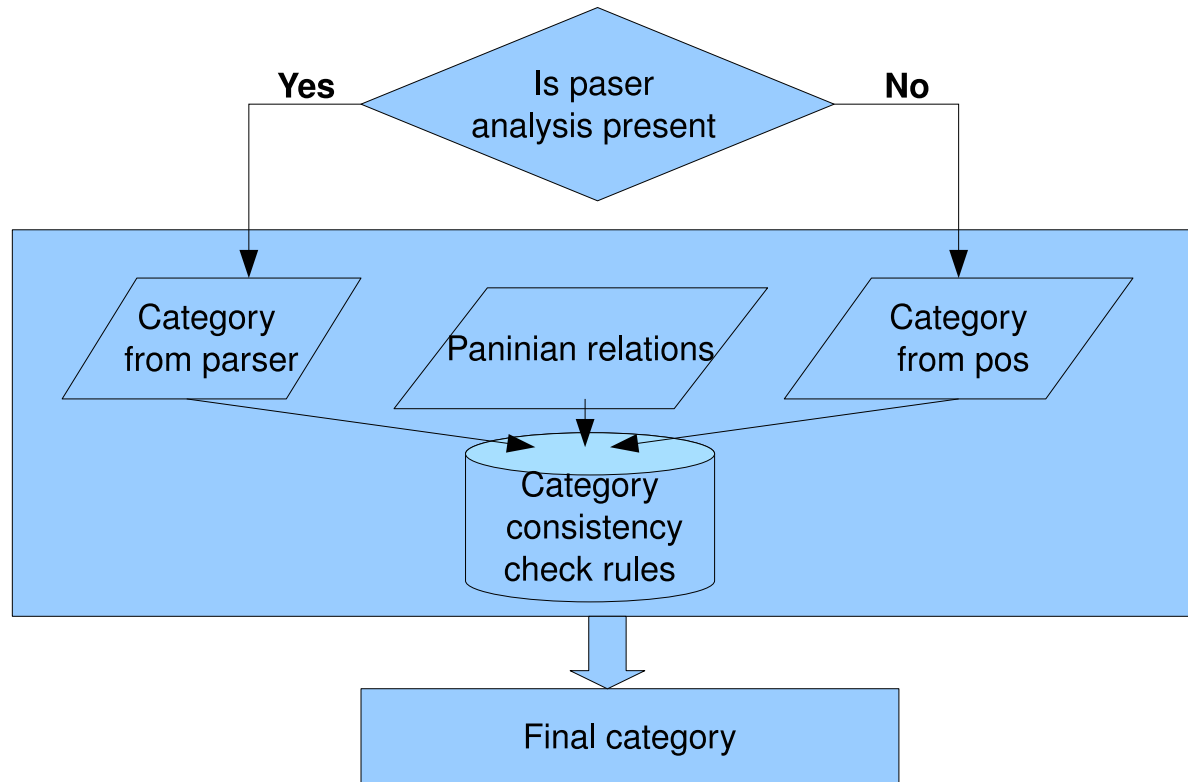 Is paser
analysis present
Yes
No
Category
from parser
Paninian relations
Category
from pos
Category
consistency
check rules
Final category